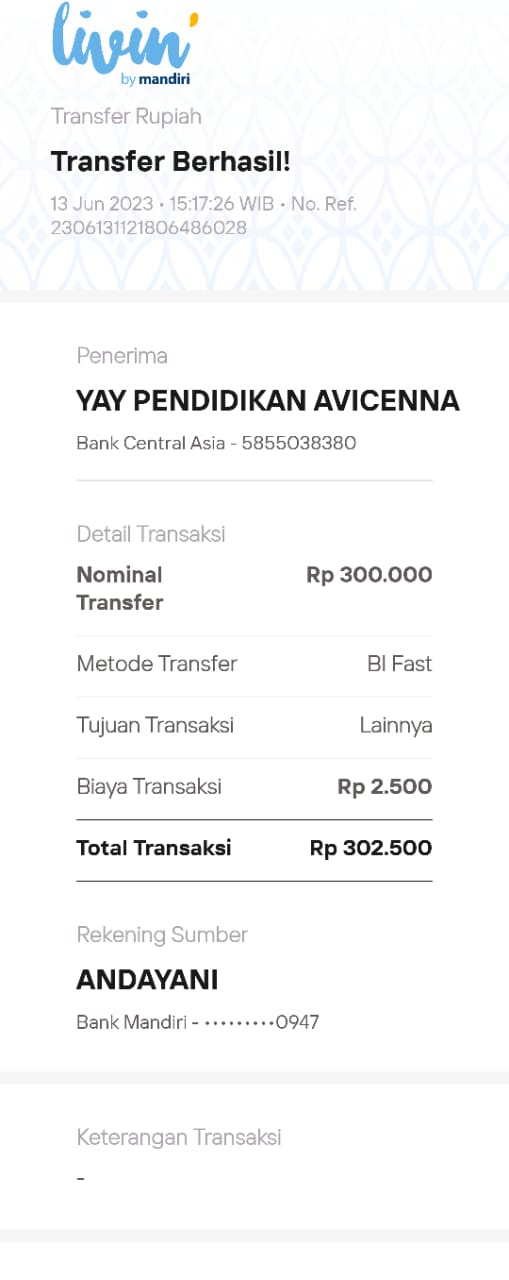 livin'
by mandiri
Transfer Rupiah
Transfer Berhasil!
13 Jun 2023 • 15:17:26 WIB • No. Ref.
2306131121806486028
Penerima
YAY PENDIDIKAN AVICENNA
Bank Central Asia - 5855038380
Detail Transaksi
Nominal Transfer Rp 300.000
Metode Transfer BI Fast
Tujuan Transaksi Lainnya
Biaya Transaksi Rp 2.500
Total Transaksi Rp 302.500
Rekening Sumber
ANDAYANI
Bank Mandiri - •••••••••0947
Keterangan Transaksi
-